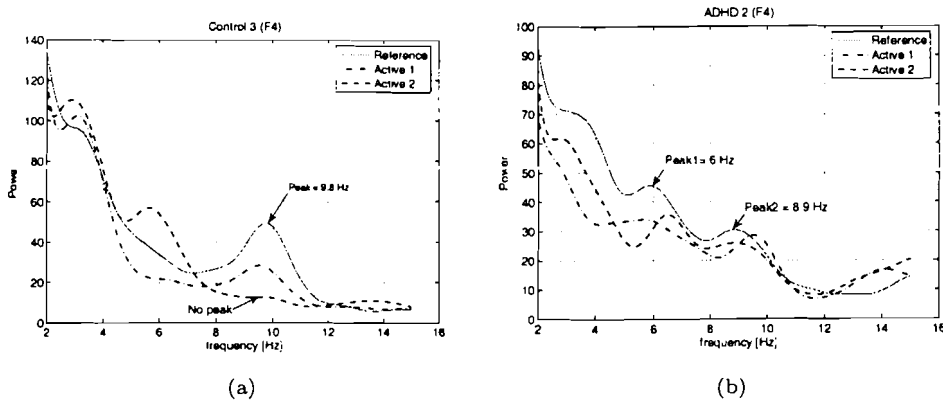 Control 3 (F4)
140
120
100
80
60
40
20
0
Powe
2 4 6 8 10 12 14 16
frequency [Hz]
Reference
Active 1
Active 2
Peak = 9.8 Hz
No peak
(a)
ADHD 2 (F4)
100
90
80
70
60
50
40
30
20
10
0
Power
2 4 6 8 10 12 14 16
frequency [Hz]
Reference
Active 1
Active 2
Peak1 = 6 Hz
Peak2 = 8 9 Hz
(b)